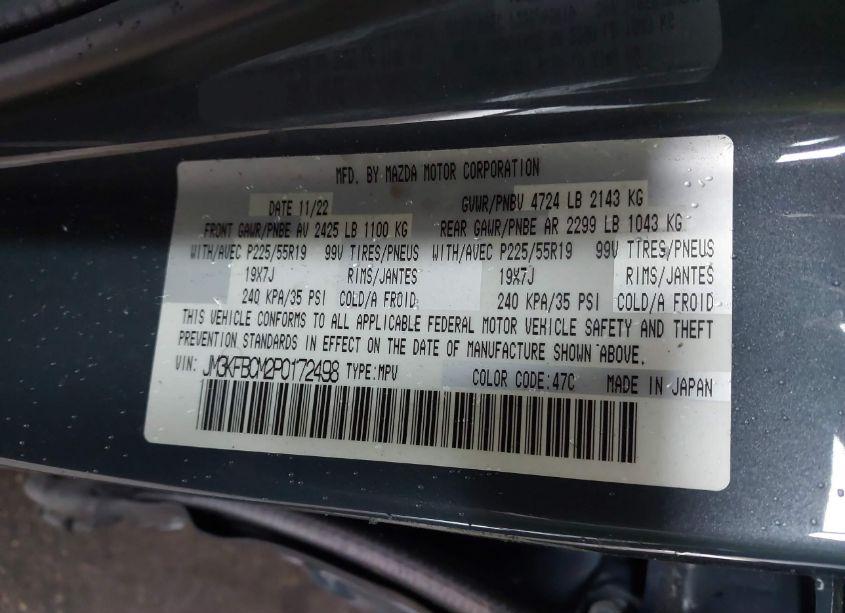 MFD. BY MAZDA MOTOR CORPORATION
DATE 11/22 GVWR/PNBV 4724 LB 2143 KG
FRONT GAWR/PNBE AV 2425 LB 1100 KG REAR GAWR/PNBE AR 2299 LB 1043 KG
WITH/AVEC P225/55R19 99V TIRES/PNEUS WITH/AVEC P225/55R19 99V TIRES/PNEUS
19X7J RIMS/JANTES 19X7J RIMS/JANTES
240 KPA/35 PSI COLD/A FROID 240 KPA/35 PSI COLD/A FROID
THIS VEHICLE CONFORMS TO ALL APPLICABLE FEDERAL MOTOR VEHICLE SAFETY AND THEFT
PREVENTION STANDARDS IN EFFECT ON THE DATE OF MANUFACTURE SHOWN ABOVE.
VIN: JM3KFBCM2P0172498 TYPE:MPV COLOR CODE:47C MADE IN JAPAN